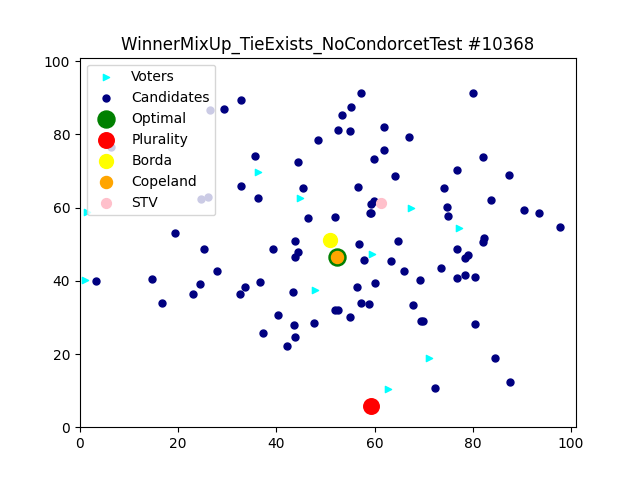 WinnerMixUp_TieExists_NoCondorcetTest #10368
Voters
Candidates
Optimal
Plurality
Borda
Copeland
STV
100
80
60
40
20
0
0 20 40 60 80 100